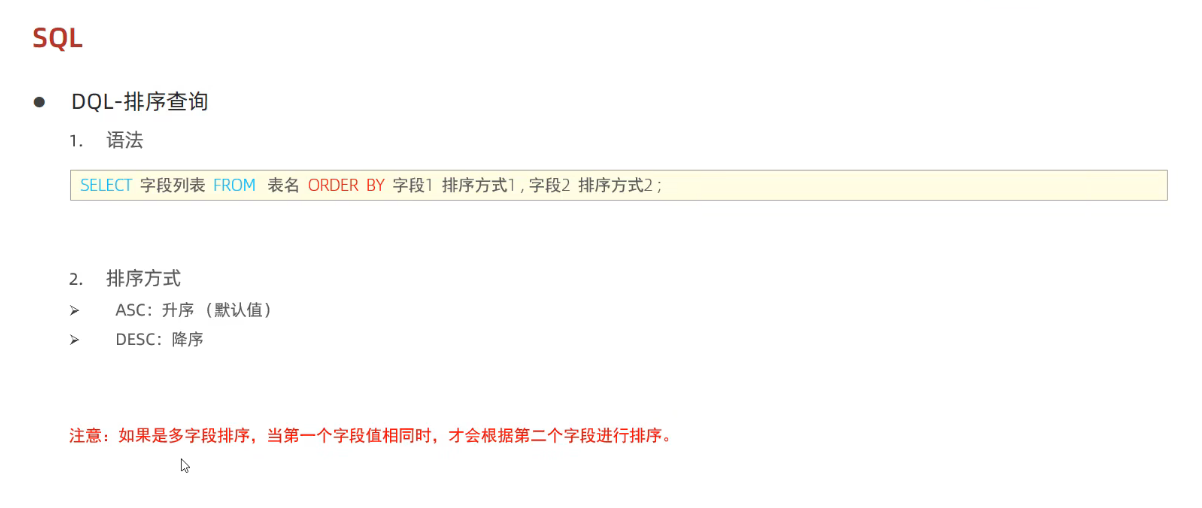 SQL
● DQL-排序查询
1. 语法
SELECT 字段列表 FROM 表名 ORDER BY 字段1 排序方式1 , 字段2 排序方式2 ;
2. 排序方式
➢ ASC：升序（默认值）
➢ DESC：降序
注意：如果是多字段排序，当第一个字段值相同时，才会根据第二个字段进行排序。